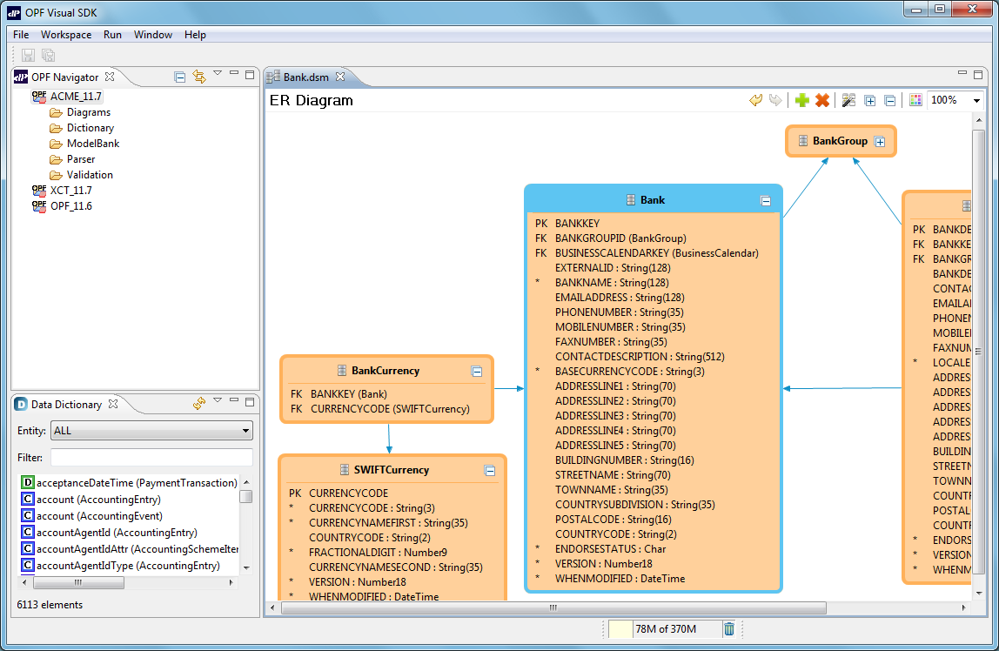 OPF Visual SDK
File Workspace Run Window Help
OPF Navigator
ACME_11.7
Diagrams
Dictionary
ModelBank
Parser
Validation
XCT_11.7
OPF_11.6
Data Dictionary
Entity: ALL
Filter:
D acceptanceDateTime (PaymentTransaction)
C account (AccountingEntry)
C account (AccountingEvent)
C accountAgentId (AccountingEntry)
C accountAgentIdAttr (AccountingSchemeIter
C accountAgentIdType (AccountingEntry)
6113 elements
Bank.dsm
ER Diagram
100%
BankGroup
Bank
PK BANKKEY
FK BANKGROUPID (BankGroup)
FK BUSINESSCALENDARKEY (BusinessCalendar)
EXTERNALID : String(128)
* BANKNAME : String(128)
EMAILADDRESS : String(128)
PHONENUMBER : String(35)
MOBILENUMBER : String(35)
FAXNUMBER : String(35)
CONTACTDESCRIPTION : String(512)
* BASECURRENCYCODE : String(3)
ADDRESSLINE1 : String(70)
ADDRESSLINE2 : String(70)
ADDRESSLINE3 : String(70)
ADDRESSLINE4 : String(70)
ADDRESSLINE5 : String(70)
BUILDINGNUMBER : String(16)
STREETNAME : String(70)
TOWNNAME : String(35)
COUNTRYSUBDIVISION : String(35)
POSTALCODE : String(16)
COUNTRYCODE : String(2)
* ENDORSESTATUS : Char
* VERSION : Number18
* WHENMODIFIED : DateTime
BankCurrency
FK BANKKEY (Bank)
FK CURRENCYCODE (SWIFTCurrency)
SWIFTCurrency
PK CURRENCYCODE
* CURRENCYCODE : String(3)
* CURRENCYNAMEFIRST : String(35)
COUNTRYCODE : String(2)
* FRACTIONALDIGIT : Number9
CURRENCYNAMESECOND : String(35)
* VERSION : Number18
* WHENMODIFIED : DateTime
PK BANKDE
FK BANKKE
FK BANKGR
BANKDE
CONTAC
EMAILAI
PHONEN
MOBILEN
FAXNUM
* LOCALE
ADDRES
ADDRES
ADDRES
ADDRES
ADDRES
BUILDIN
STREETN
TOWNN
COUNTF
POSTAL
COUNTF
* ENDORS
* VERSION
* WHENM
78M of 370M